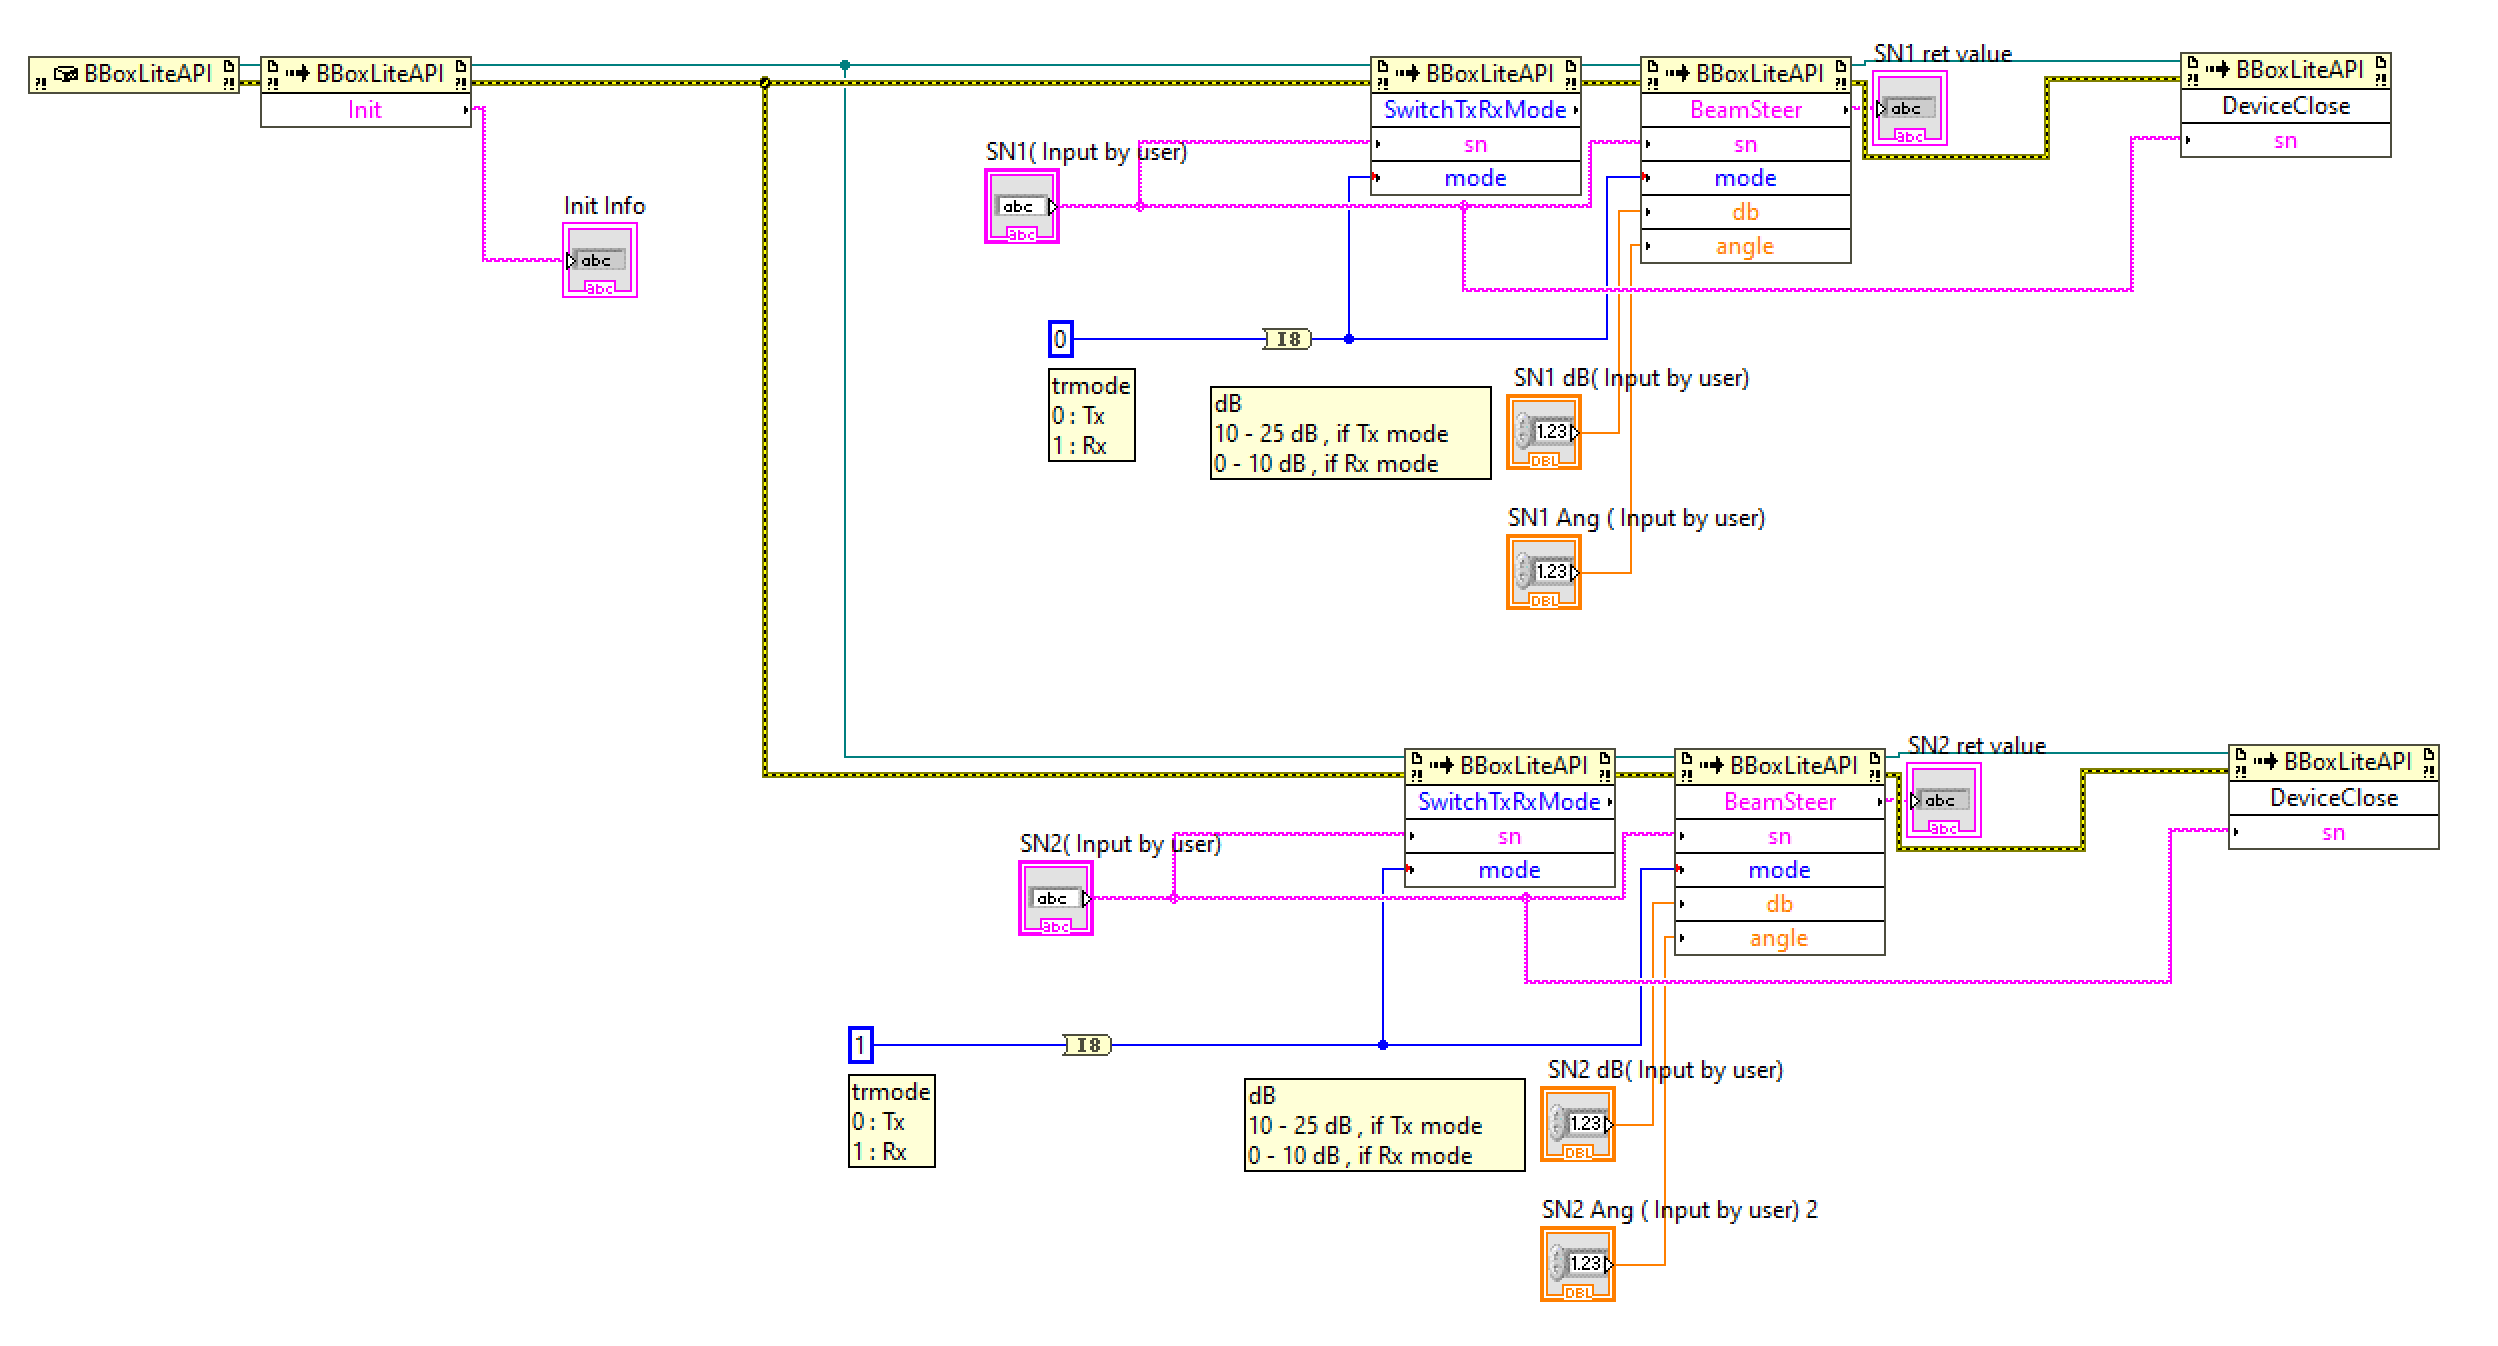 BBoxLiteAPI
BBoxLiteAPI
Init
Init Info
abc
abc
SN1( Input by user)
abc
abc
BBoxLiteAPI
SwitchTxRxMode
sn
mode
BBoxLiteAPI
BeamSteer
sn
mode
db
angle
SN1 ret value
abc
abc
BBoxLiteAPI
DeviceClose
sn
0
I8
trmode
0 : Tx
1 : Rx
dB
10 - 25 dB , if Tx mode
0 - 10 dB , if Rx mode
SN1 dB( Input by user)
1.23
DBL
SN1 Ang ( Input by user)
1.23
DBL
SN2( Input by user)
abc
abc
BBoxLiteAPI
SwitchTxRxMode
sn
mode
BBoxLiteAPI
BeamSteer
sn
mode
db
angle
SN2 ret value
abc
abc
BBoxLiteAPI
DeviceClose
sn
1
I8
trmode
0 : Tx
1 : Rx
dB
10 - 25 dB , if Tx mode
0 - 10 dB , if Rx mode
SN2 dB( Input by user)
1.23
DBL
SN2 Ang ( Input by user) 2
1.23
DBL